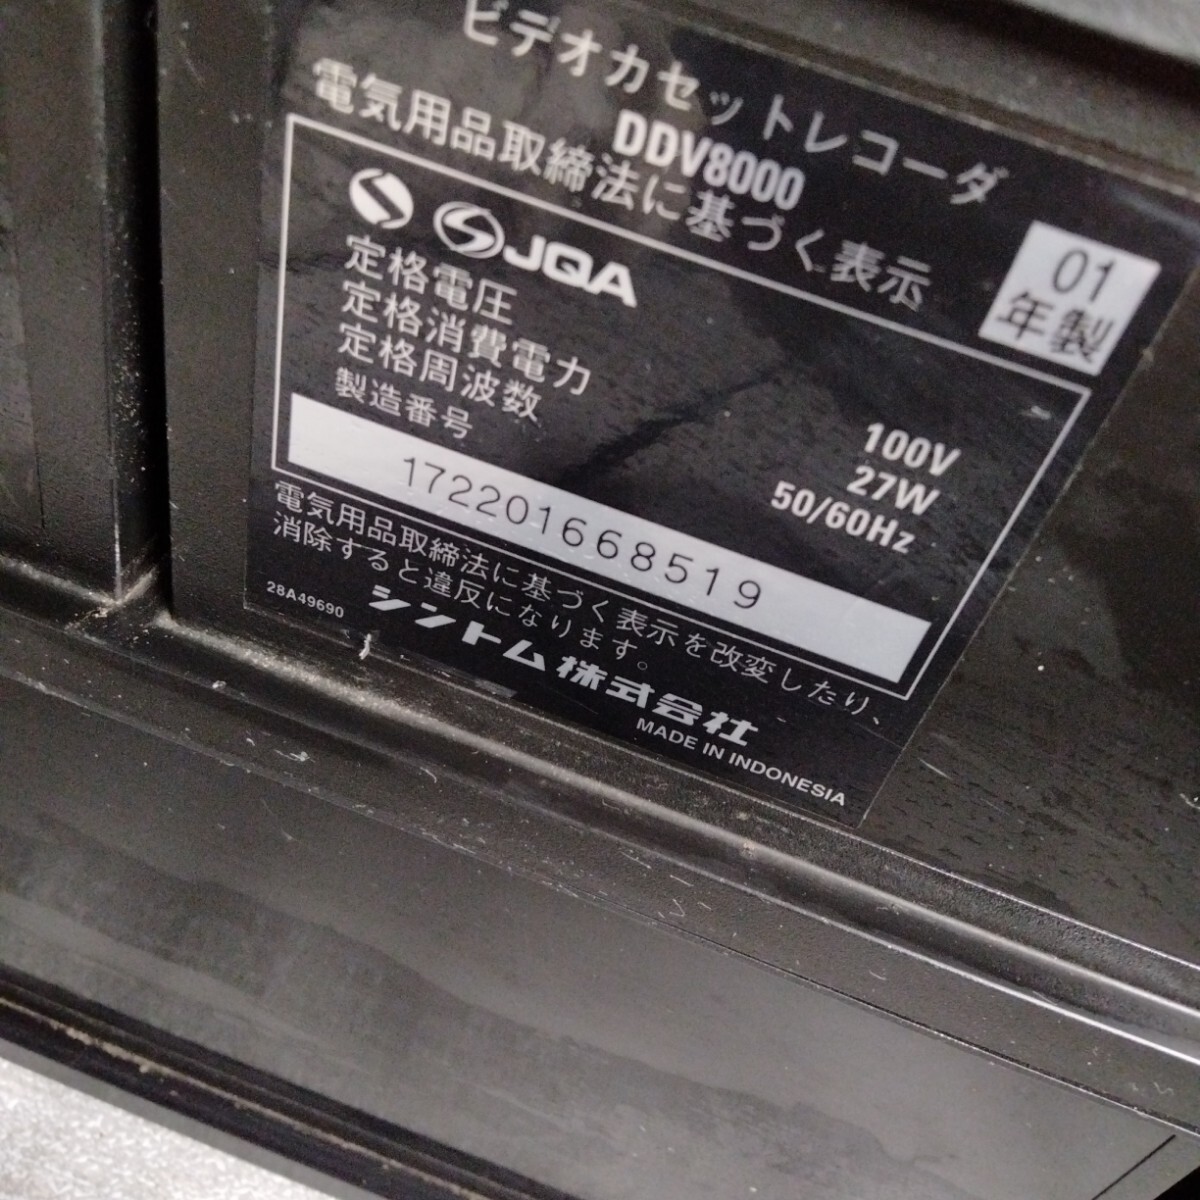 ビデオカセットレコーダ
DDV8000
電気用品取締法に基づく表示
01
年製
JQA
定格電圧 100V
定格消費電力 27W
定格周波数 50/60Hz
製造番号
172201668519
電気用品取締法に基づく表示を改変したり、
消除すると違反になります。
28A49690
シントム株式会社
MADE IN INDONESIA